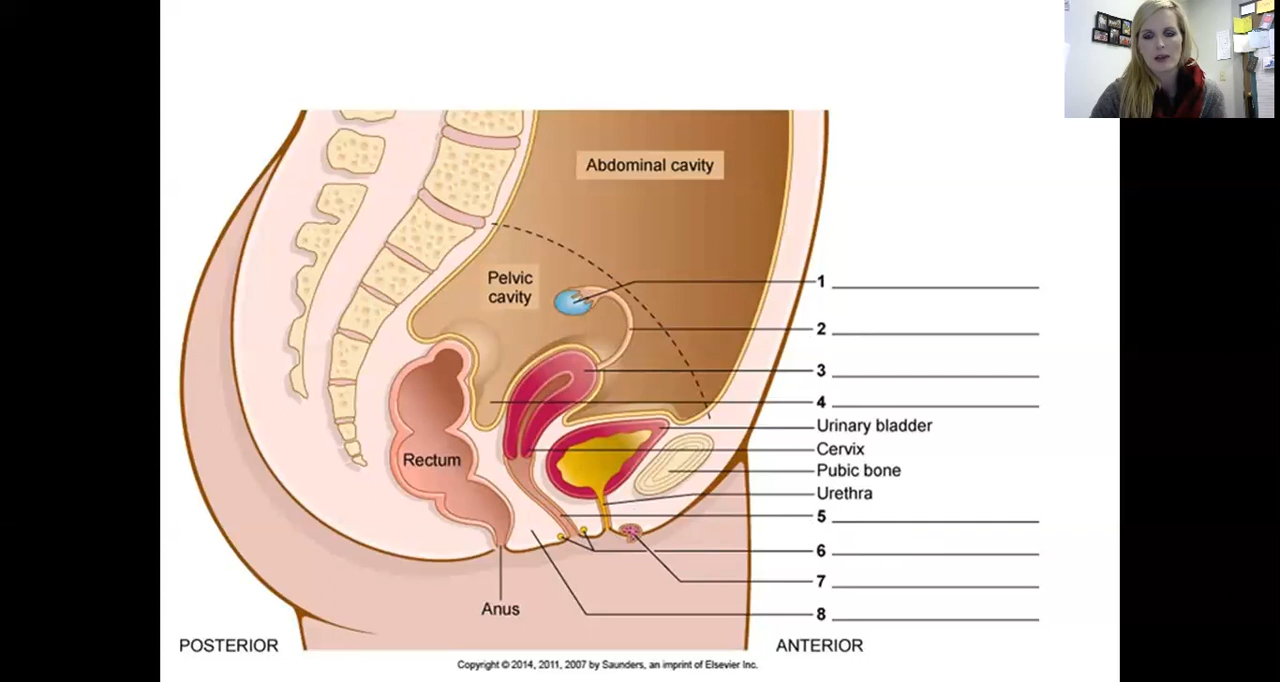 Abdominal cavity
Pelvic
cavity
1
2
3
4
Urinary bladder
Cervix
Pubic bone
Urethra
Rectum
5
6
7
8
Anus
POSTERIOR
ANTERIOR
Copyright © 2014, 2011, 2007 by Saunders, an imprint of Elsevier Inc.